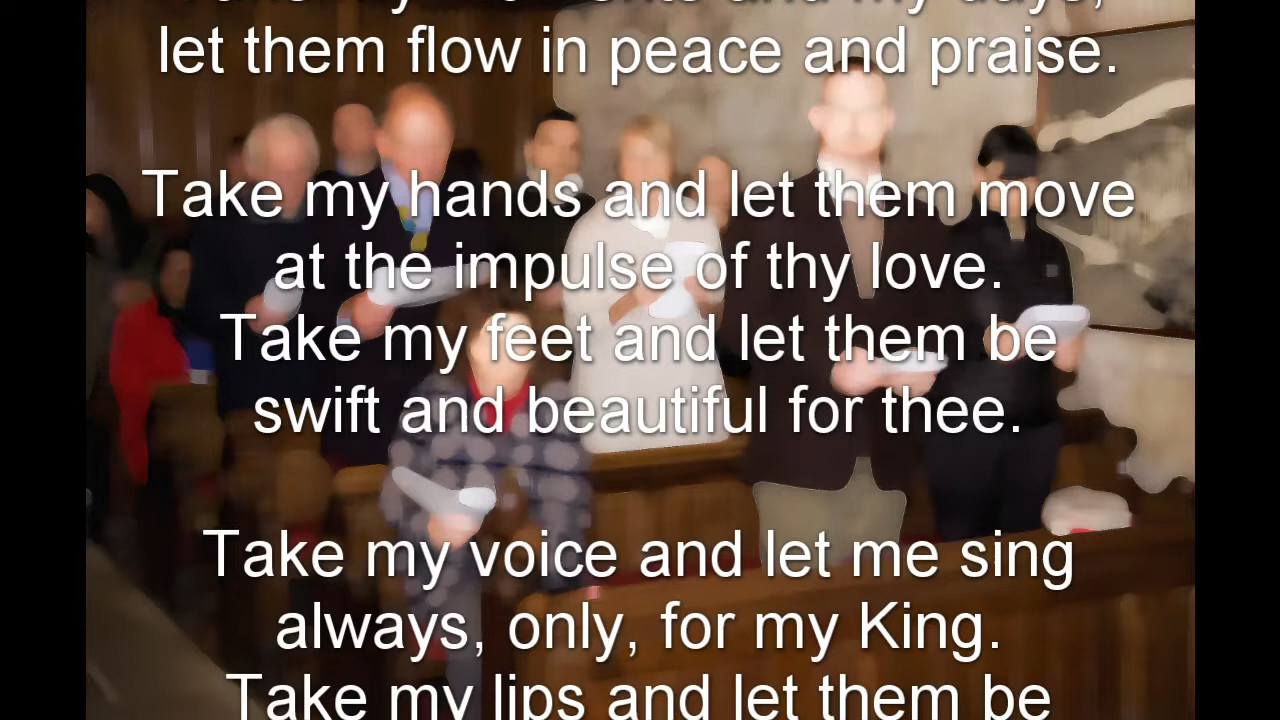 let them flow in peace and praise.
Take my hands and let them move
at the impulse of thy love.
Take my feet and let them be
swift and beautiful for thee.
Take my voice and let me sing
always, only, for my King.
Take my lips and let them be